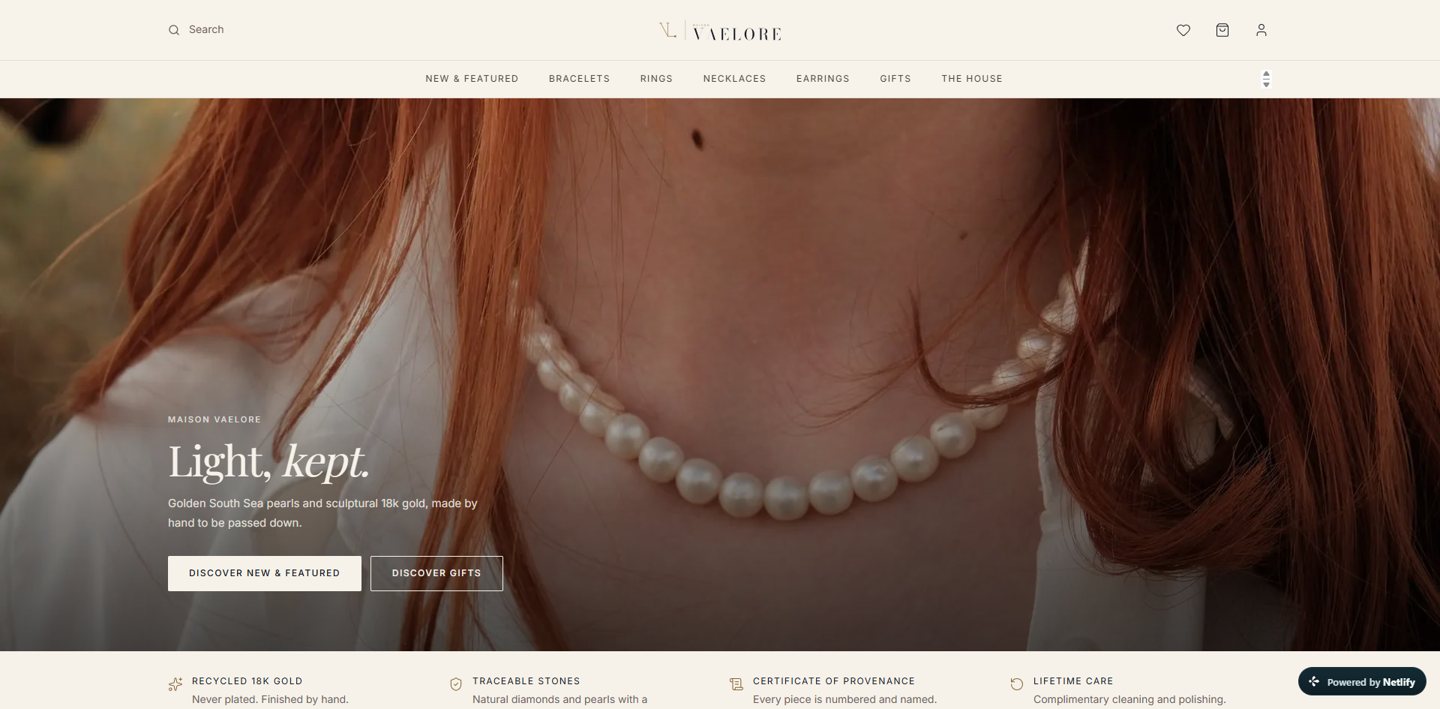 Search
VL
VAELORE
NEW & FEATURED
BRACELETS
RINGS
NECKLACES
EARRINGS
GIFTS
THE HOUSE
MAISON VAELORE
Light, kept.
Golden South Sea pearls and sculptural 18k gold, made by
hand to be passed down.
DISCOVER NEW & FEATURED
DISCOVER GIFTS
RECYCLED 18K GOLD
Never plated. Finished by hand.
TRACEABLE STONES
Natural diamonds and pearls with a
CERTIFICATE OF PROVENANCE
Every piece is numbered and named.
LIFETIME CARE
Complimentary cleaning and polishing.
Powered by Netlify